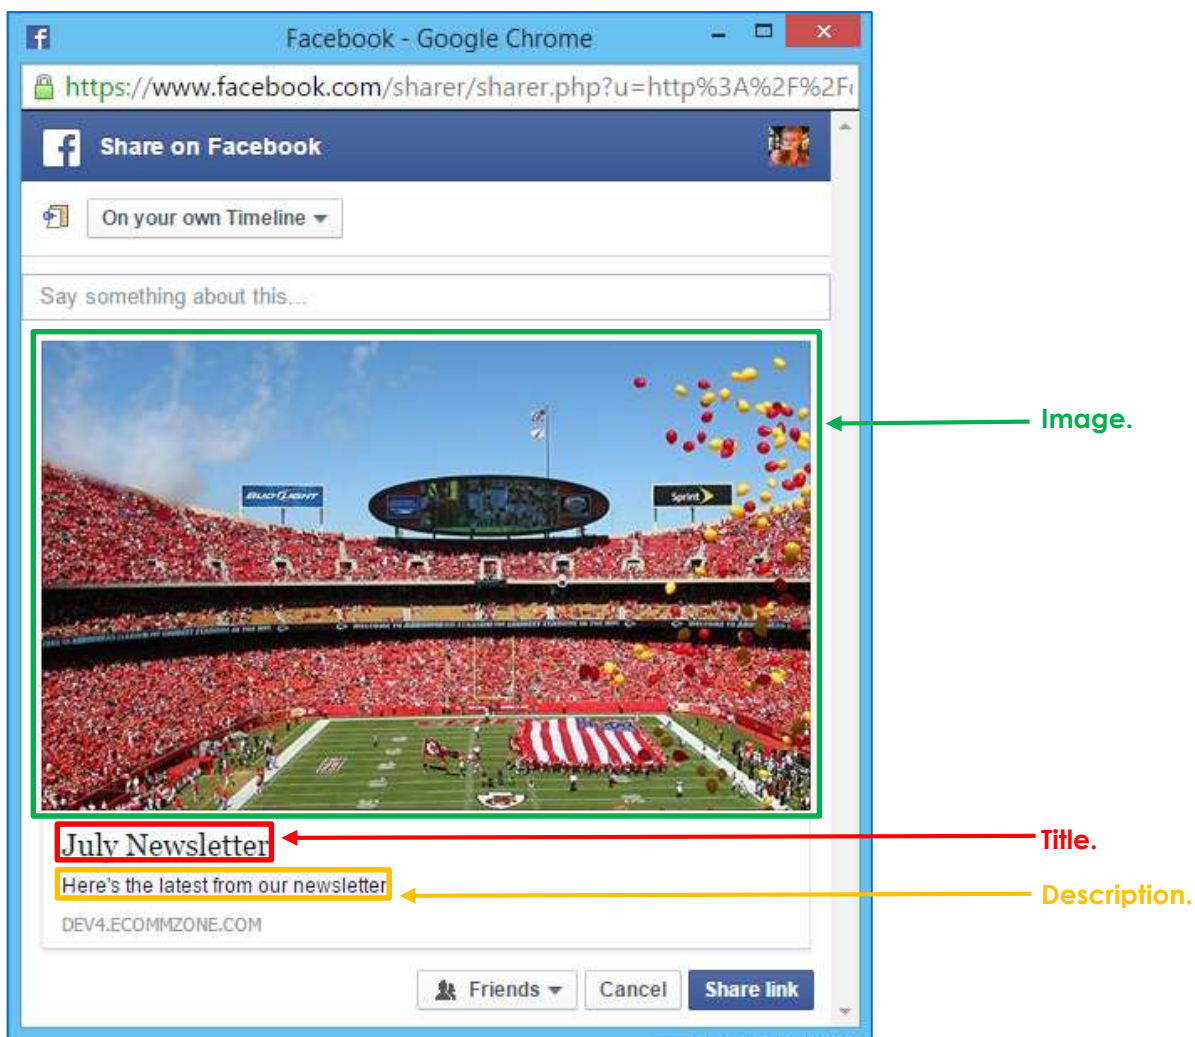 f Facebook - Google Chrome
https://www.facebook.com/sharer/sharer.php?u=http%3A%2F%2F
f Share on Facebook
On your own Timeline
Say something about this...
Image.
BUD LIGHT
Sprint
July Newsletter
Title.
Here's the latest from our newsletter
Description.
DEV4.ECOMMZONE.COM
Friends Cancel Share link